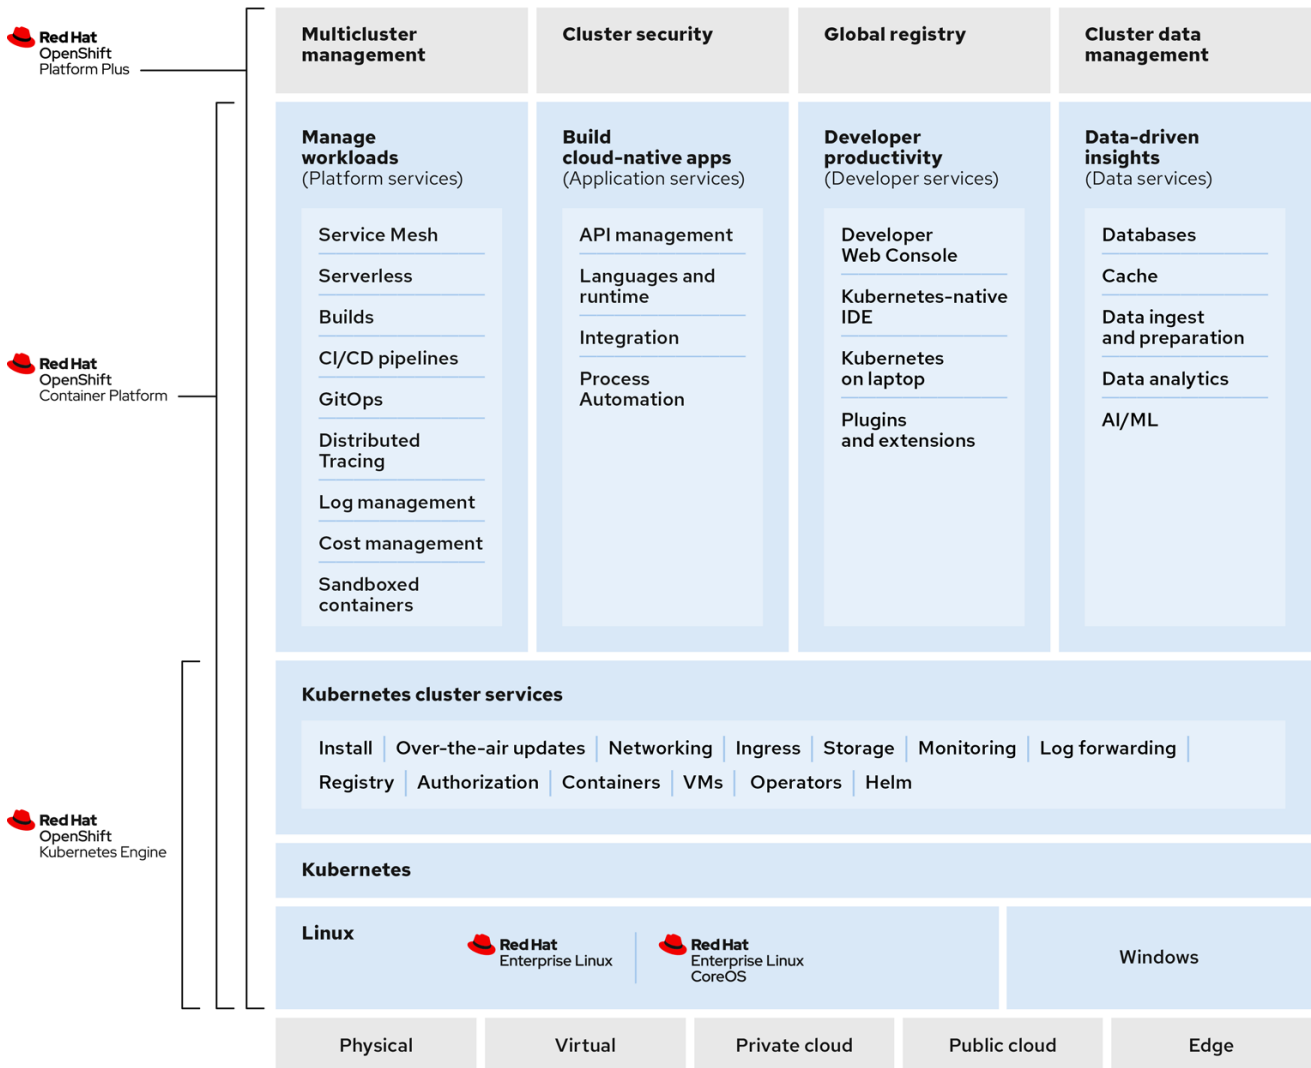 Red Hat
OpenShift
Platform Plus
Multicluster
management
Cluster security
Global registry
Cluster data
management
Red Hat
OpenShift
Container Platform
Manage
workloads
(Platform services)
Service Mesh
Serverless
Builds
CI/CD pipelines
GitOps
Distributed
Tracing
Log management
Cost management
Sandboxed
containers
Build
cloud-native apps
(Application services)
API management
Languages and
runtime
Integration
Process
Automation
Developer
productivity
(Developer services)
Developer
Web Console
Kubernetes-native
IDE
Kubernetes
on laptop
Plugins
and extensions
Data-driven
insights
(Data services)
Databases
Cache
Data ingest
and preparation
Data analytics
AI/ML
Red Hat
OpenShift
Kubernetes Engine
Kubernetes cluster services
Install | Over-the-air updates | Networking | Ingress | Storage | Monitoring | Log forwarding |
Registry | Authorization | Containers | VMs | Operators | Helm
Kubernetes
Linux
Red Hat
Enterprise Linux
Red Hat
Enterprise Linux
CoreOS
Windows
Physical
Virtual
Private cloud
Public cloud
Edge